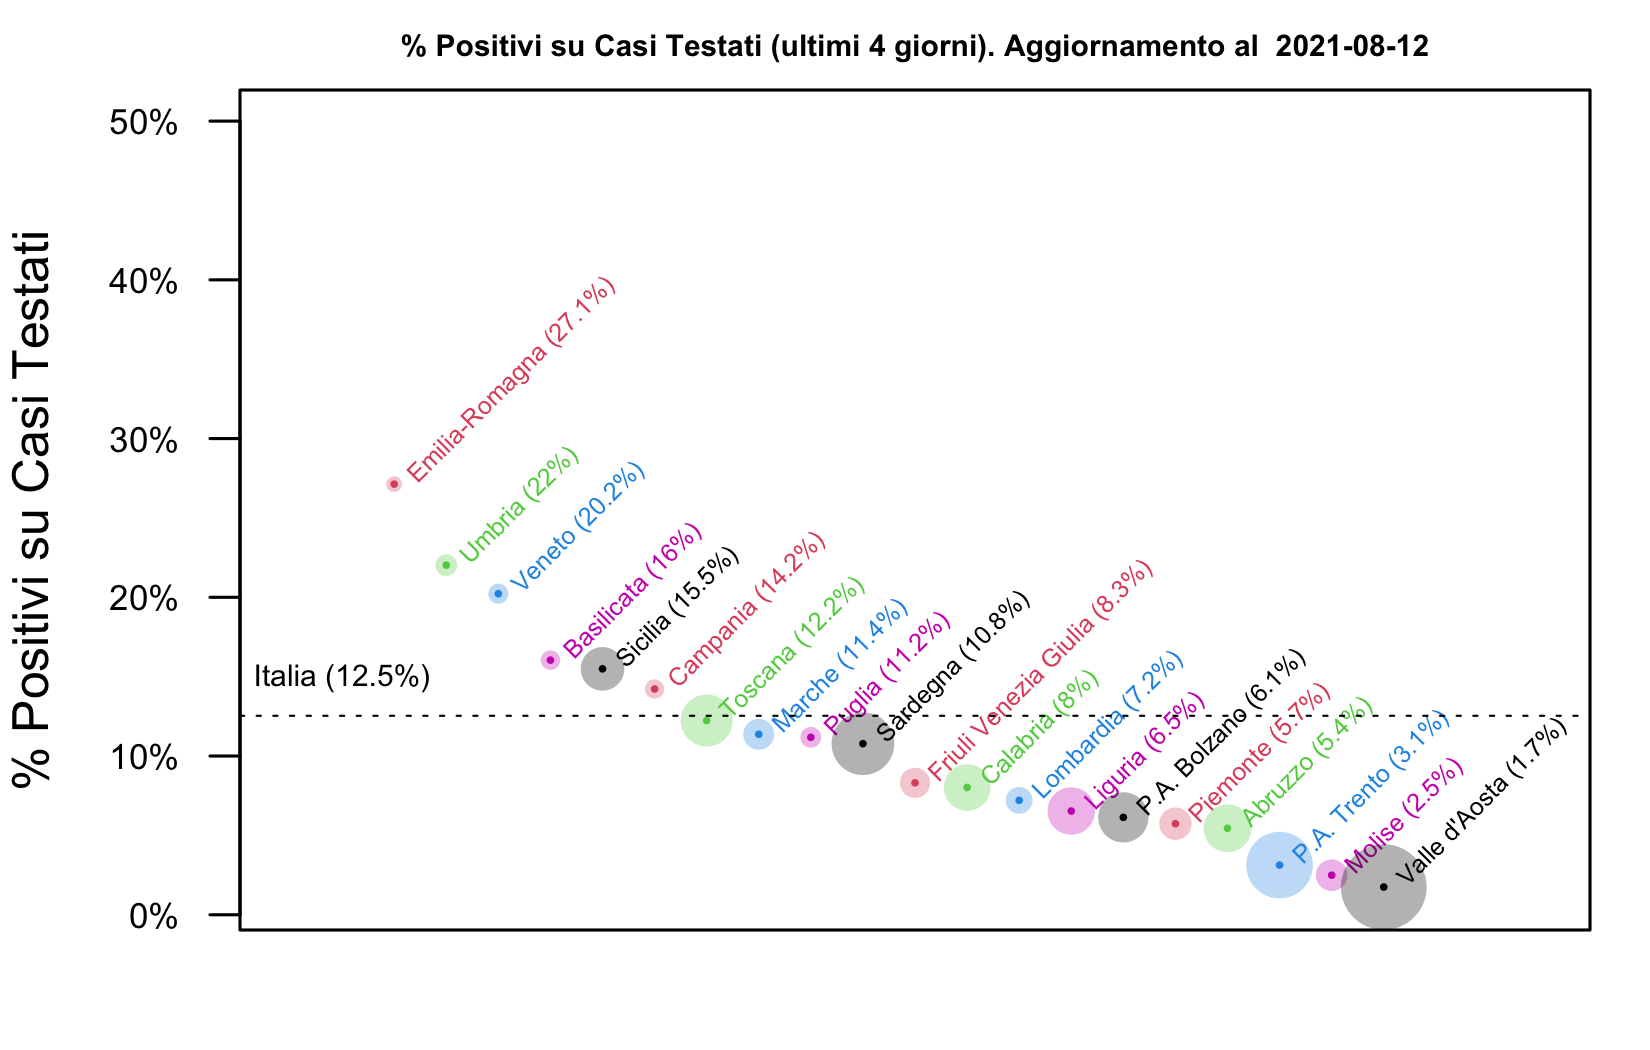 % Positivi su Casi Testati (ultimi 4 giorni). Aggiornamento al  2021-08-12
% Positivi su Casi Testati
50%
40%
30%
20%
10%
0%
Italia (12.5%)
Emilia-Romagna (27.1%)
Umbria (22%)
Veneto (20.2%)
Basilicata (16%)
Sicilia (15.5%)
Campania (14.2%)
Toscana (12.2%)
Marche (11.4%)
Puglia (11.2%)
Sardegna (10.8%)
Friuli Venezia Giulia (8.3%)
Calabria (8%)
Lombardia (7.2%)
Liguria (6.5%)
P.A. Bolzano (6.1%)
Piemonte (5.7%)
Abruzzo (5.4%)
P.A. Trento (3.1%)
Molise (2.5%)
Valle d'Aosta (1.7%)